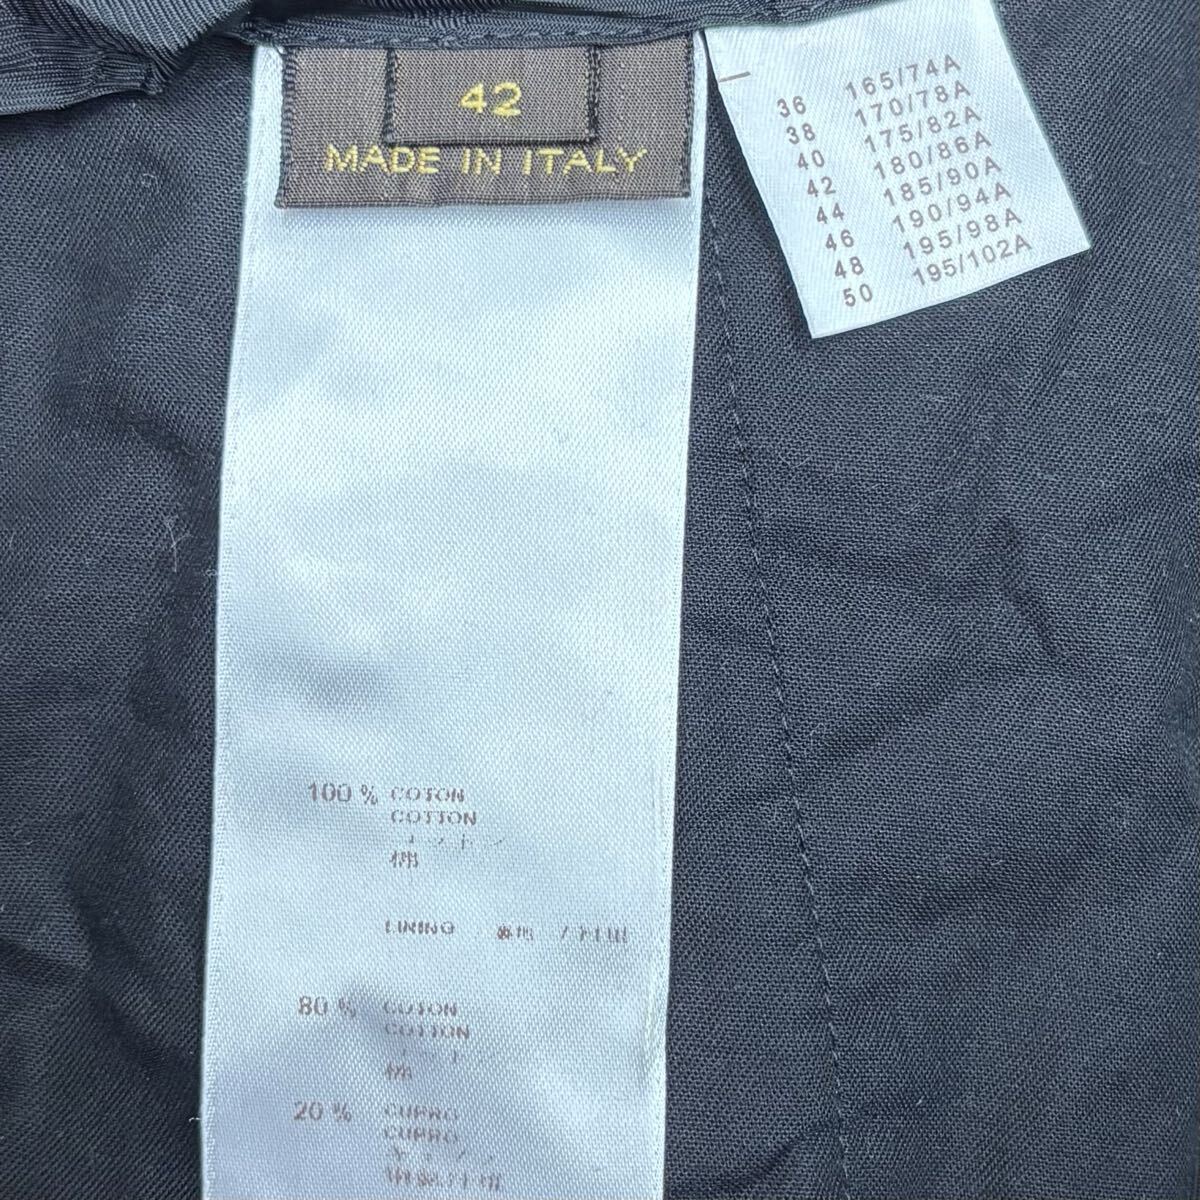 42
MADE IN ITALY
36 165/74A
38 170/78A
40 175/82A
42 180/86A
44 185/90A
46 190/94A
48 195/98A
50 195/102A
100 % COTON
COTTON
棉
LINING
80 % COTON
COTTON
棉
20 % CUPRO
CUPRO